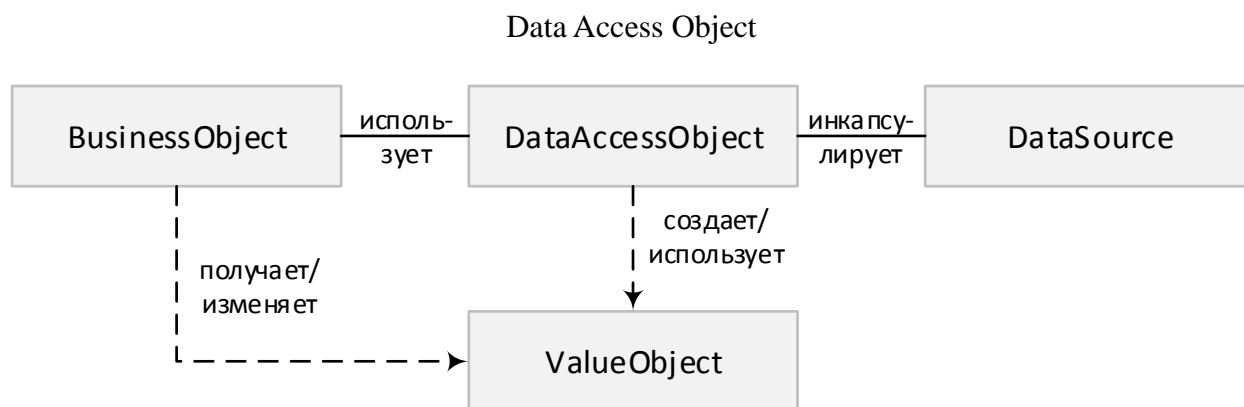 Data Access Object
BusinessObject
исполь-
зует
DataAccessObject
инкапсу-
лирует
DataSource
получает/
изменяет
создает/
использует
ValueObject